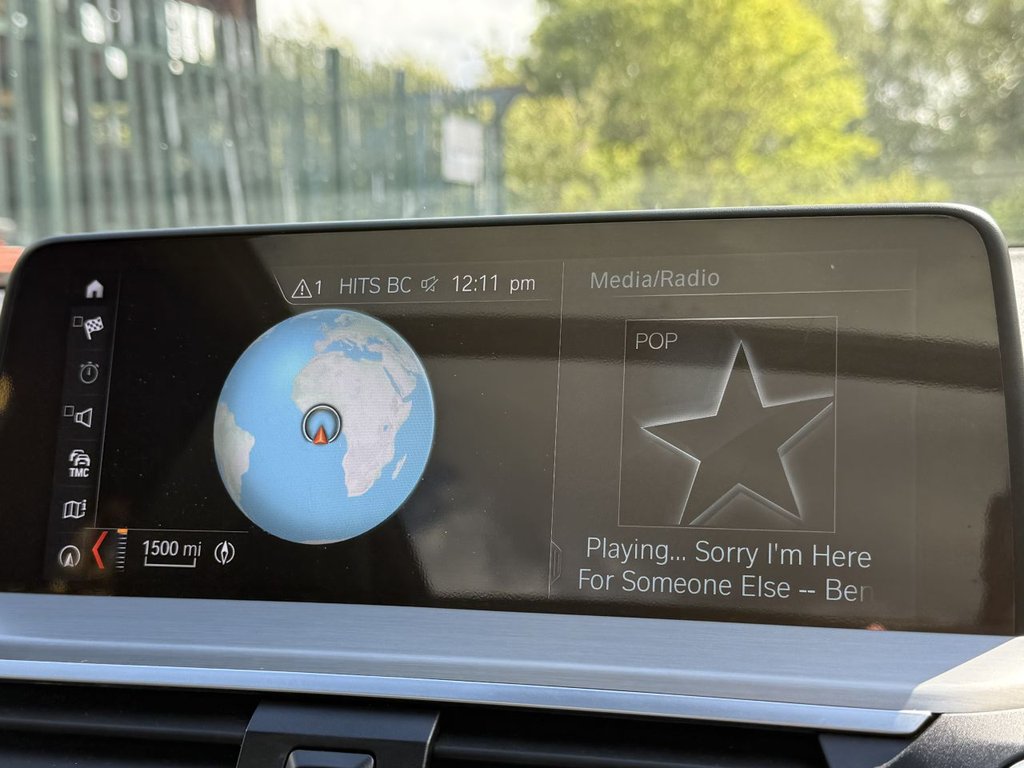 1 HITS BC 12:11 pm
Media/Radio
POP
TMC
1500 mi
Playing... Sorry I'm Here
For Someone Else -- Ben